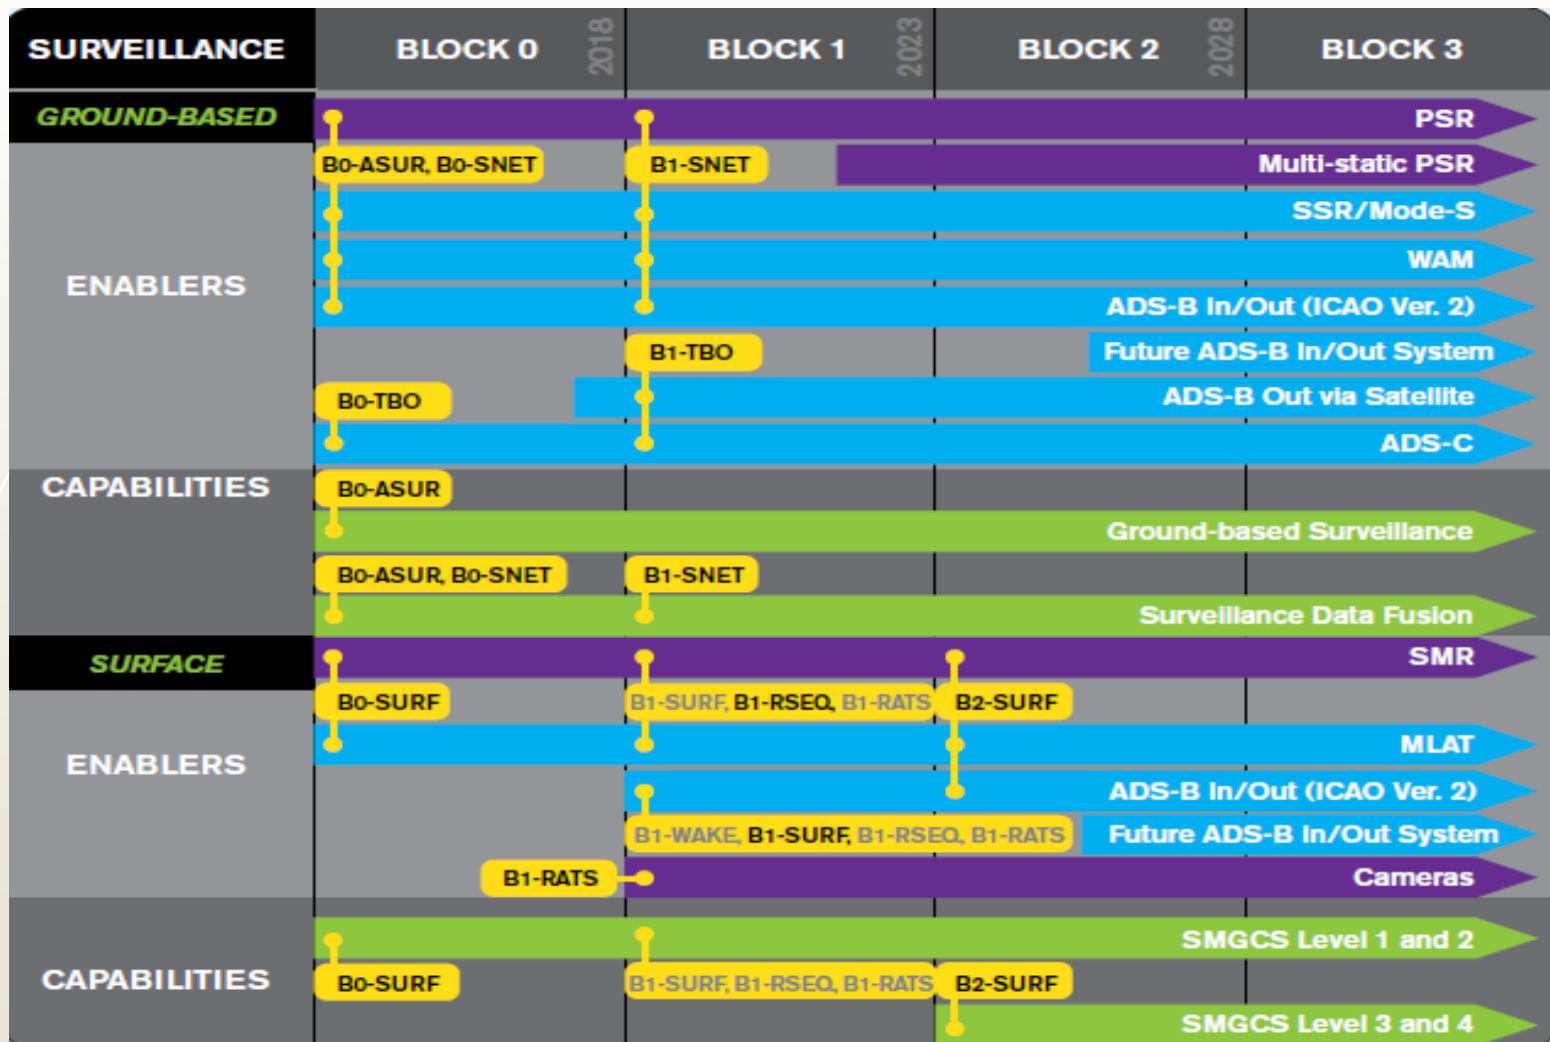 SURVEILLANCE BLOCK 0 2018 BLOCK 1 2023 BLOCK 2 2028 BLOCK 3
GROUND-BASED PSR
B0-ASUR, B0-SNET B1-SNET Multi-static PSR
SSR/Mode-S
WAM
ENABLERS
ADS-B In/Out (ICAO Ver. 2)
B1-TBO Future ADS-B In/Out System
B0-TBO ADS-B Out via Satellite
ADS-C
CAPABILITIES B0-ASUR
Ground-based Surveillance
B0-ASUR, B0-SNET B1-SNET
Surveillance Data Fusion
SURFACE SMR
B0-SURF B1-SURF, B1-RSEQ, B1-RATS B2-SURF
MLAT
ENABLERS
ADS-B In/Out (ICAO Ver. 2)
B1-WAKE, B1-SURF, B1-RSEQ, B1-RATS Future ADS-B In/Out System
B1-RATS Cameras
SMGCS Level 1 and 2
CAPABILITIES B0-SURF B1-SURF, B1-RSEQ, B1-RATS B2-SURF
SMGCS Level 3 and 4